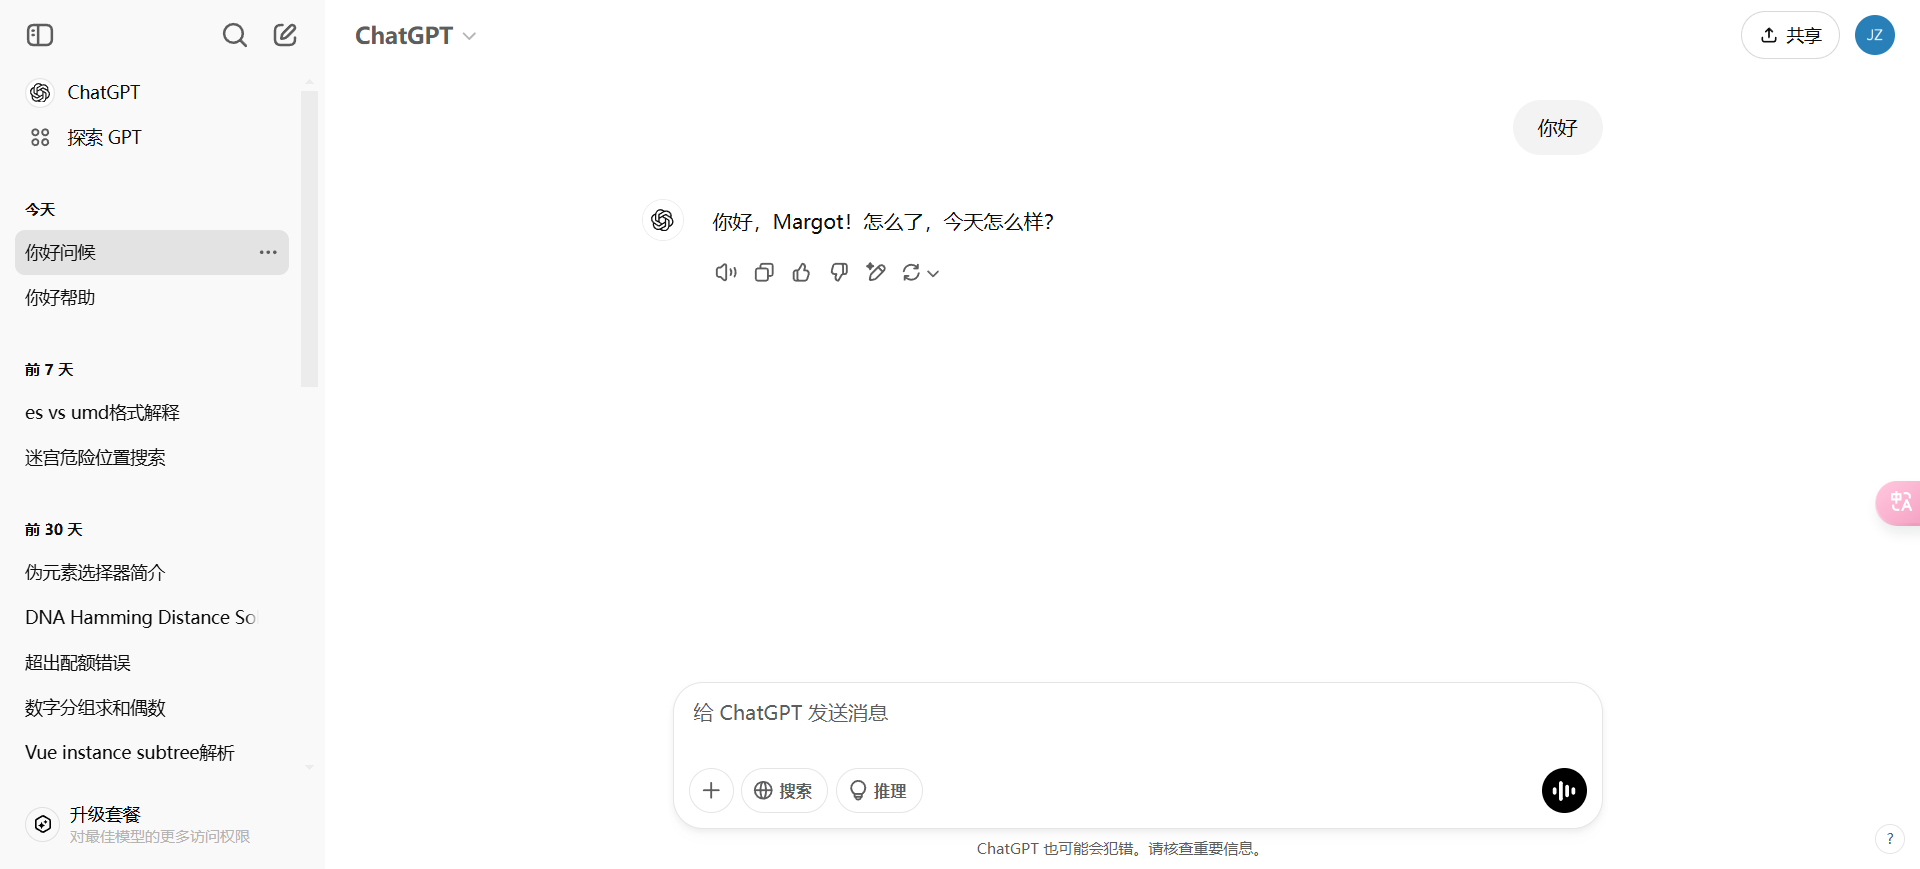 ChatGPT
探索 GPT
今天
你好问候
你好帮助
前 7 天
es vs umd格式解释
迷宫危险位置搜索
前 30 天
伪元素选择器简介
DNA Hamming Distance So
超出配额错误
数字分组求和偶数
Vue instance subtree解析
升级套餐
对最佳模型的更多访问权限
ChatGPT
共享
JZ
你好
你好，Margot！怎么了，今天怎么样？
给 ChatGPT 发送消息
搜索
推理
ChatGPT 也可能会犯错。请核查重要信息。
中A
?